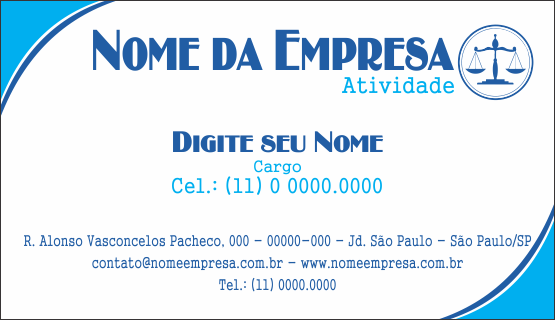 Nome da Empresa
Atividade
Digite seu Nome
Cargo
Cel.: (11) 0 0000.0000
R. Alonso Vasconcelos Pacheco, 000 - 00000-000 - Jd. São Paulo - São Paulo/SP
contato@nomeempresa.com.br - www.nomeempresa.com.br
Tel.: (11) 0000.0000